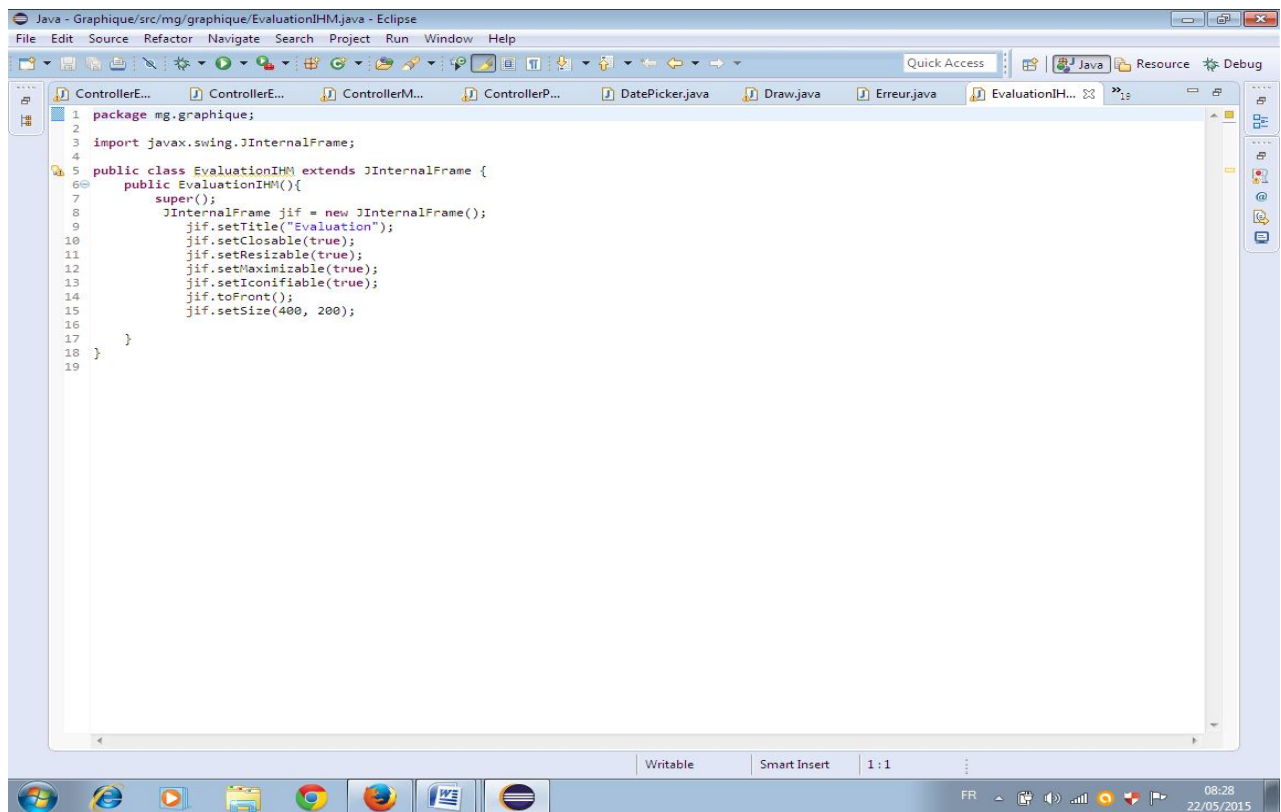 Java - Graphique/src/mg/graphique/EvaluationIHM.java - Eclipse
File Edit Source Refactor Navigate Search Project Run Window Help
Quick Access Java Resource Debug
ControllerE... ControllerE... ControllerM... ControllerP... DatePicker.java Draw.java Erreur.java EvaluationIH... »19
1 package mg.graphique;
2
3 import javax.swing.JInternalFrame;
4
5 public class EvaluationIHM extends JInternalFrame {
6 public EvaluationIHM(){
7 super();
8 JInternalFrame jif = new JInternalFrame();
9 jif.setTitle("Evaluation");
10 jif.setClosable(true);
11 jif.setResizable(true);
12 jif.setMaximizable(true);
13 jif.setIconifiable(true);
14 jif.toFront();
15 jif.setSize(400, 200);
16
17 }
18 }
19
Writable Smart Insert 1 : 1
FR 08:28
22/05/2015